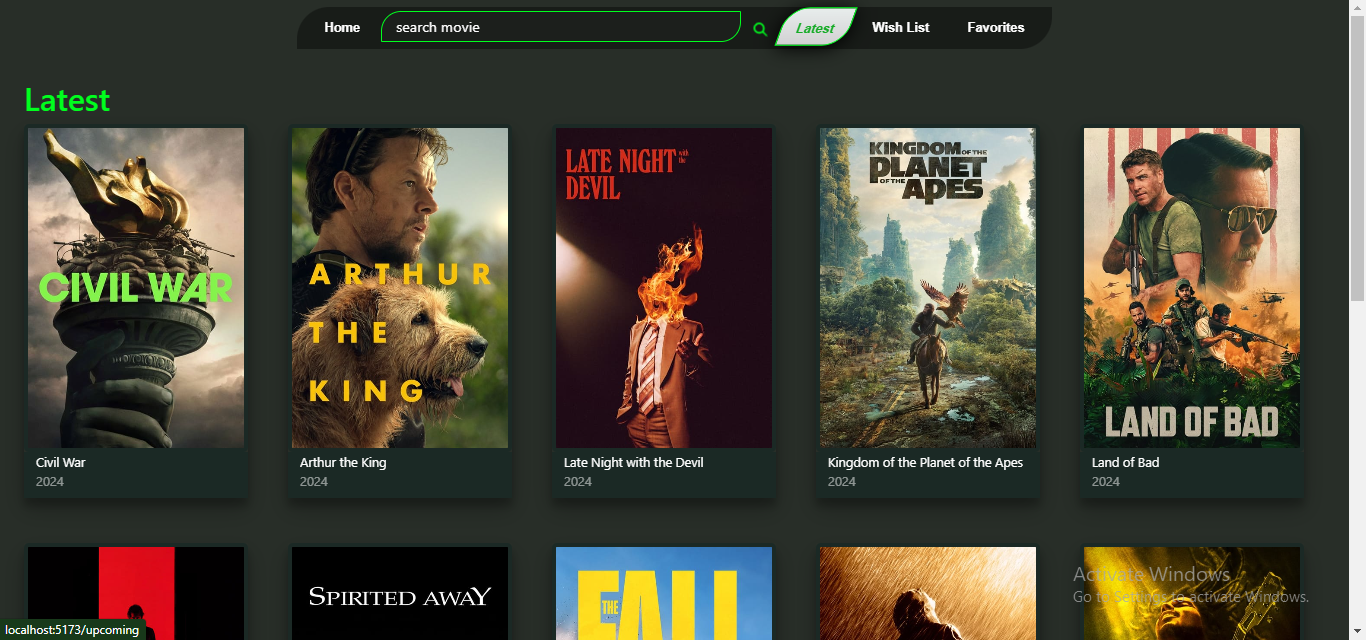 Home
search movie
Latest
Wish List
Favorites
Latest
CIVIL WAR
ARTHUR
THE
KING
LATE NIGHT with the
DEVIL
KINGDOM OF THE
PLANET
OF THE
APES
LAND OF BAD
Civil War
2024
Arthur the King
2024
Late Night with the Devil
2024
Kingdom of the Planet of the Apes
2024
Land of Bad
2024
SPIRITED AWAY
THE FALL
Activate Windows
Go to Settings to activate Windows.
localhost:5173/upcoming